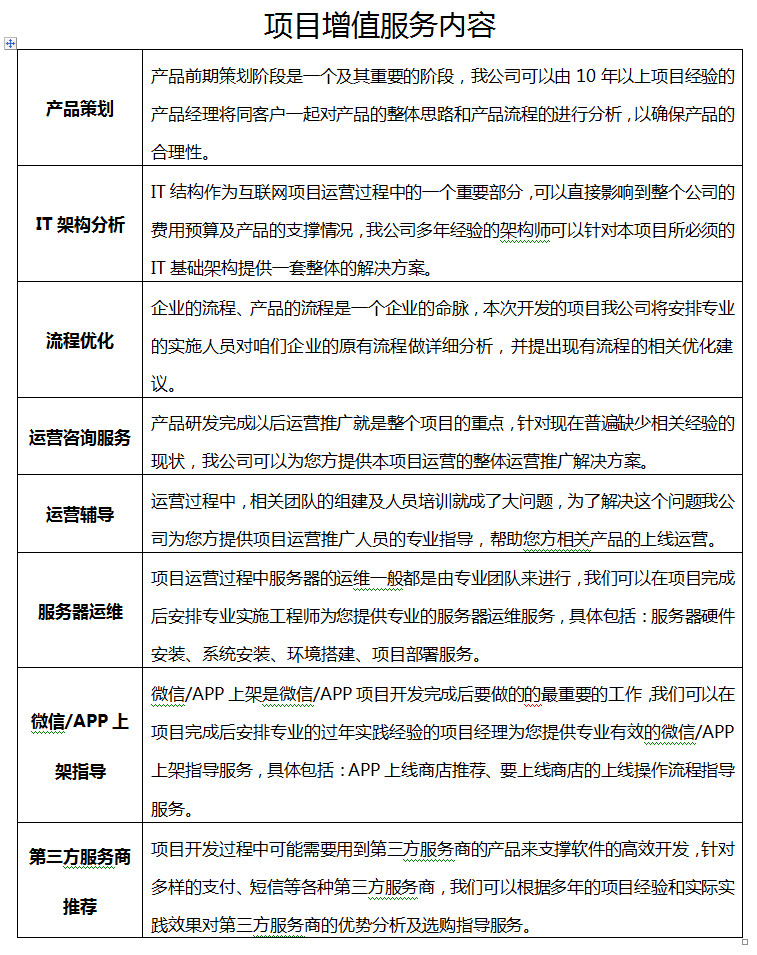 项目增值服务内容
产品策划
产品前期策划阶段是一个及其重要的阶段，我公司可以由 10 年以上项目经验的
产品经理将同客户一起对产品的整体思路和产品流程的进行分析，以确保产品的
合理性。
IT 架构分析
IT 结构作为互联网项目运营过程中的一个重要部分，可以直接影响到整个公司的
费用预算及产品的支撑情况，我公司多年经验的架构师可以针对本项目所必须的
IT 基础架构提供一套整体的解决方案。
流程优化
企业的流程、产品的流程是一个企业的命脉，本次开发的项目我公司将安排专业
的实施人员对咱们企业的原有流程做详细分析，并提出现有流程的相关优化建
议。
运营咨询服务
产品研发完成以后运营推广就是整个项目的重点，针对现在普遍缺少相关经验的
现状，我公司可以为您方提供本项目运营的整体运营推广解决方案。
运营辅导
运营过程中，相关团队的组建及人员培训就成了大问题，为了解决这个问题我公
司为您方提供项目运营推广人员的专业指导，帮助您方相关产品的上线运营。
服务器运维
项目运营过程中服务器的运维一般都是由专业团队来进行，我们可以在项目完成
后安排专业实施工程师为您提供专业的服务器运维服务，具体包括：服务器硬件
安装、系统安装、环境搭建、项目部署服务。
微信/APP 上
架指导
微信/APP 上架是微信/APP 项目开发完成后要做的的最重要的工作，我们可以在
项目完成后安排专业的过年实践经验的项目经理为您提供专业有效的微信/APP
上架指导服务，具体包括：APP 上线商店推荐、要上线商店的上线操作流程指导
服务。
第三方服务商
推荐
项目开发过程中可能需要用到第三方服务商的产品来支撑软件的高效开发，针对
多样的支付、短信等各种第三方服务商，我们可以根据多年的项目经验和实际实
践效果对第三方服务商的优势分析及选购指导服务。